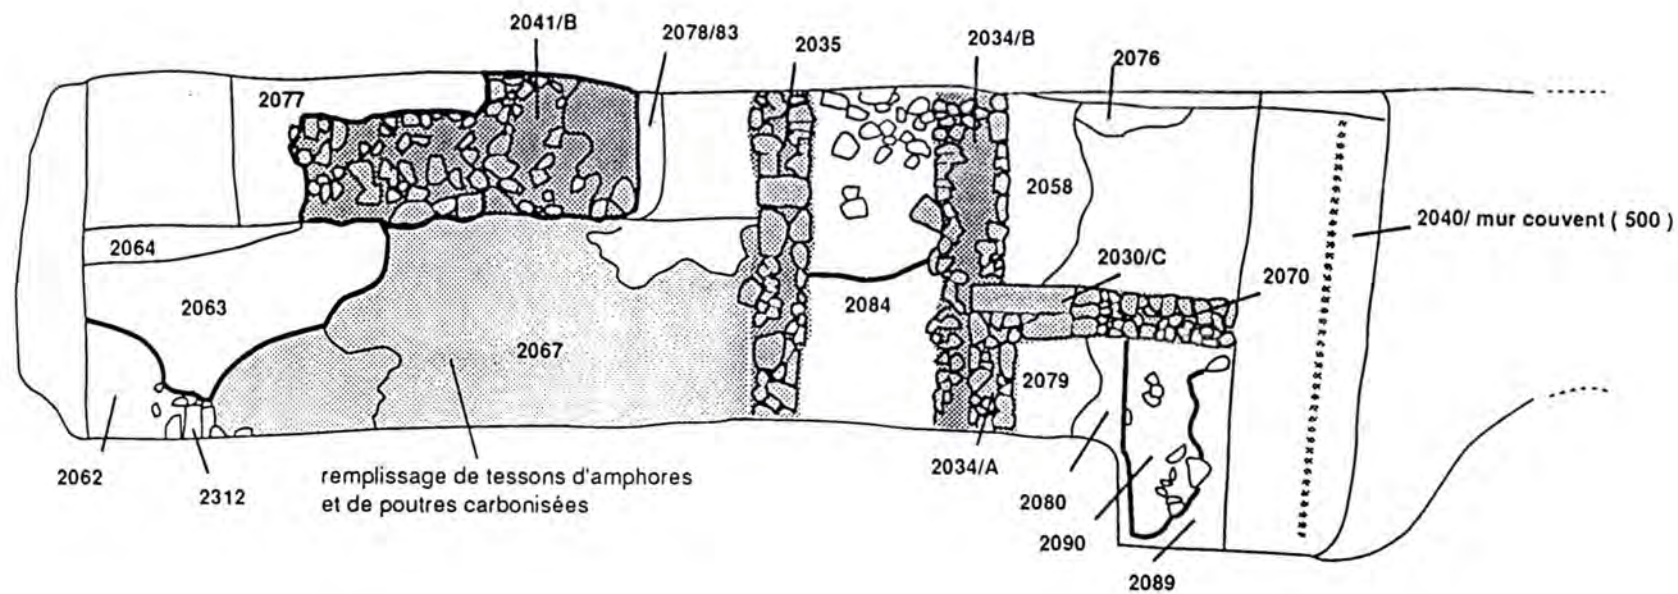 2041/B
2078/83
2035
2034/B
2076
2077
2058
2040/ mur couvent ( 500 )
2064
2030/C
2070
2063
2084
2067
2079
2062
2312
remplissage de tessons d'amphores
et de poutres carbonisées
2034/A
2080
2090
2089